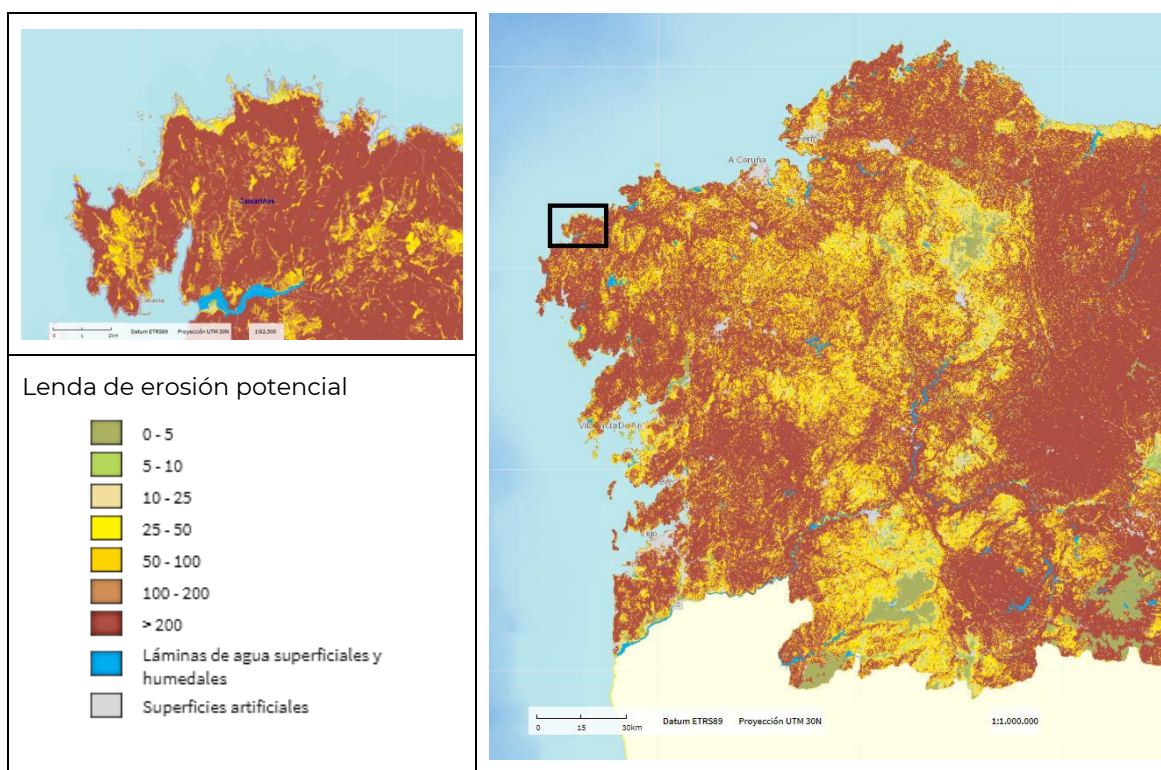 Camariñas
0 1 2km Datum ETRS89 Proyección UTM 30N 1:62.500
Lenda de erosión potencial
0 - 5
5 - 10
10 - 25
25 - 50
50 - 100
100 - 200
> 200
Láminas de agua superficiales y
humedales
Superficies artificiales
A Coruña
0 15 30km Datum ETRS89 Proyección UTM 30N 1:1.000.000